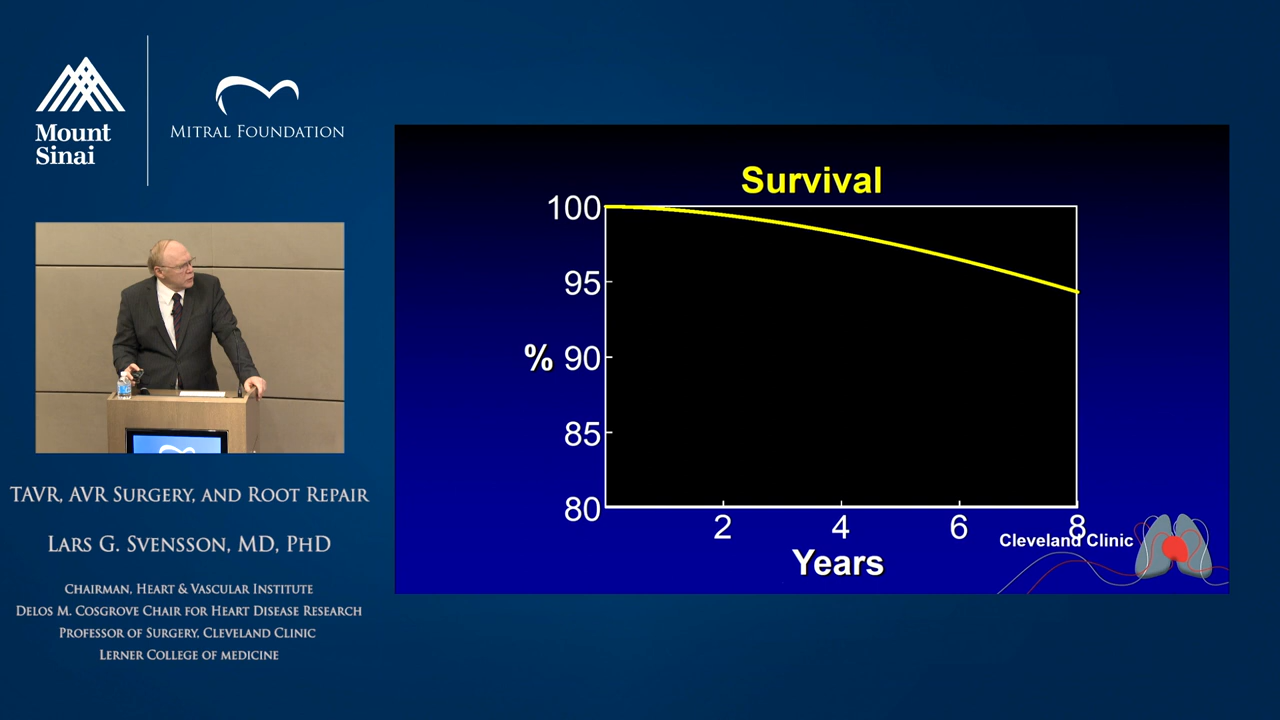 Mount
Sinai
MITRAL FOUNDATION
TAVR, AVR SURGERY, AND ROOT REPAIR
LARS G. SVENSSON, MD, PHD
CHAIRMAN, HEART & VASCULAR INSTITUTE
DELOS M. COSGROVE CHAIR FOR HEART DISEASE RESEARCH
PROFESSOR OF SURGERY, CLEVELAND CLINIC
LERNER COLLEGE OF MEDICINE
Survival
100
95
% 90
85
80
2 4 6 8
Years
Cleveland Clinic